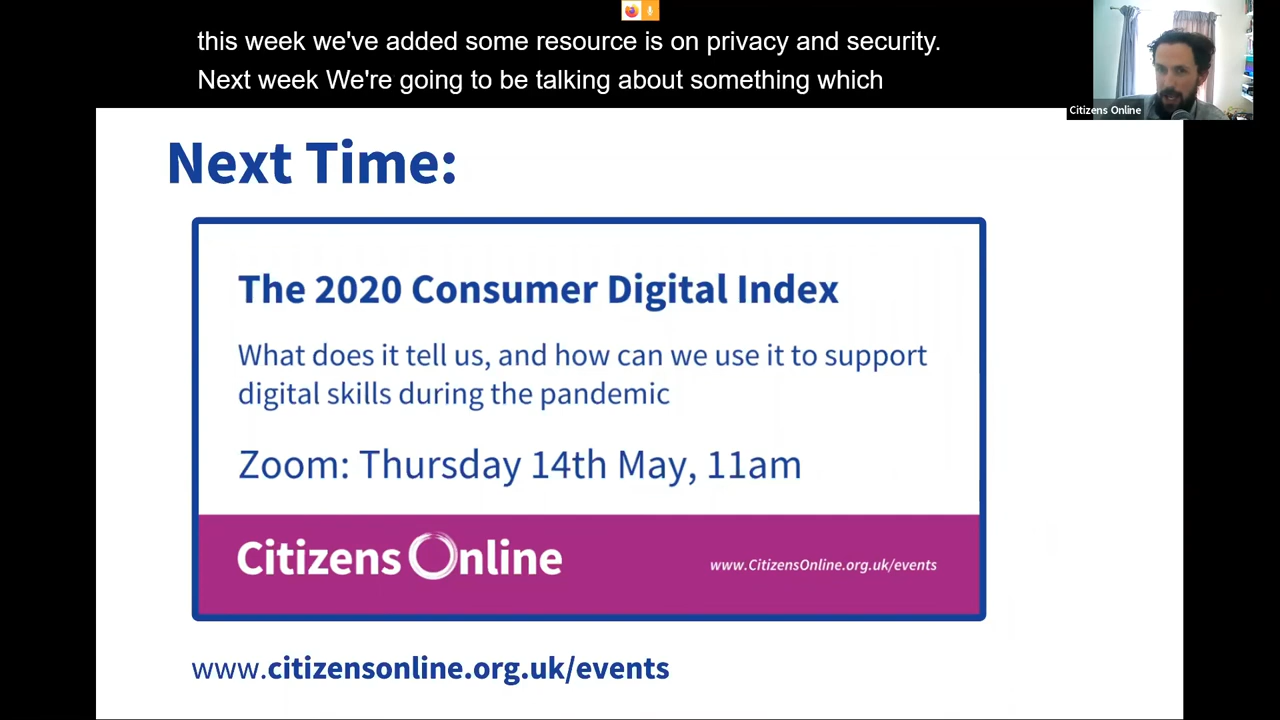 this week we've added some resource is on privacy and security.
Next week We're going to be talking about something which
Citizens Online
Next Time:
The 2020 Consumer Digital Index
What does it tell us, and how can we use it to support
digital skills during the pandemic
Zoom: Thursday 14th May, 11am
Citizens Online
www.CitizensOnline.org.uk/events
www.citizensonline.org.uk/events